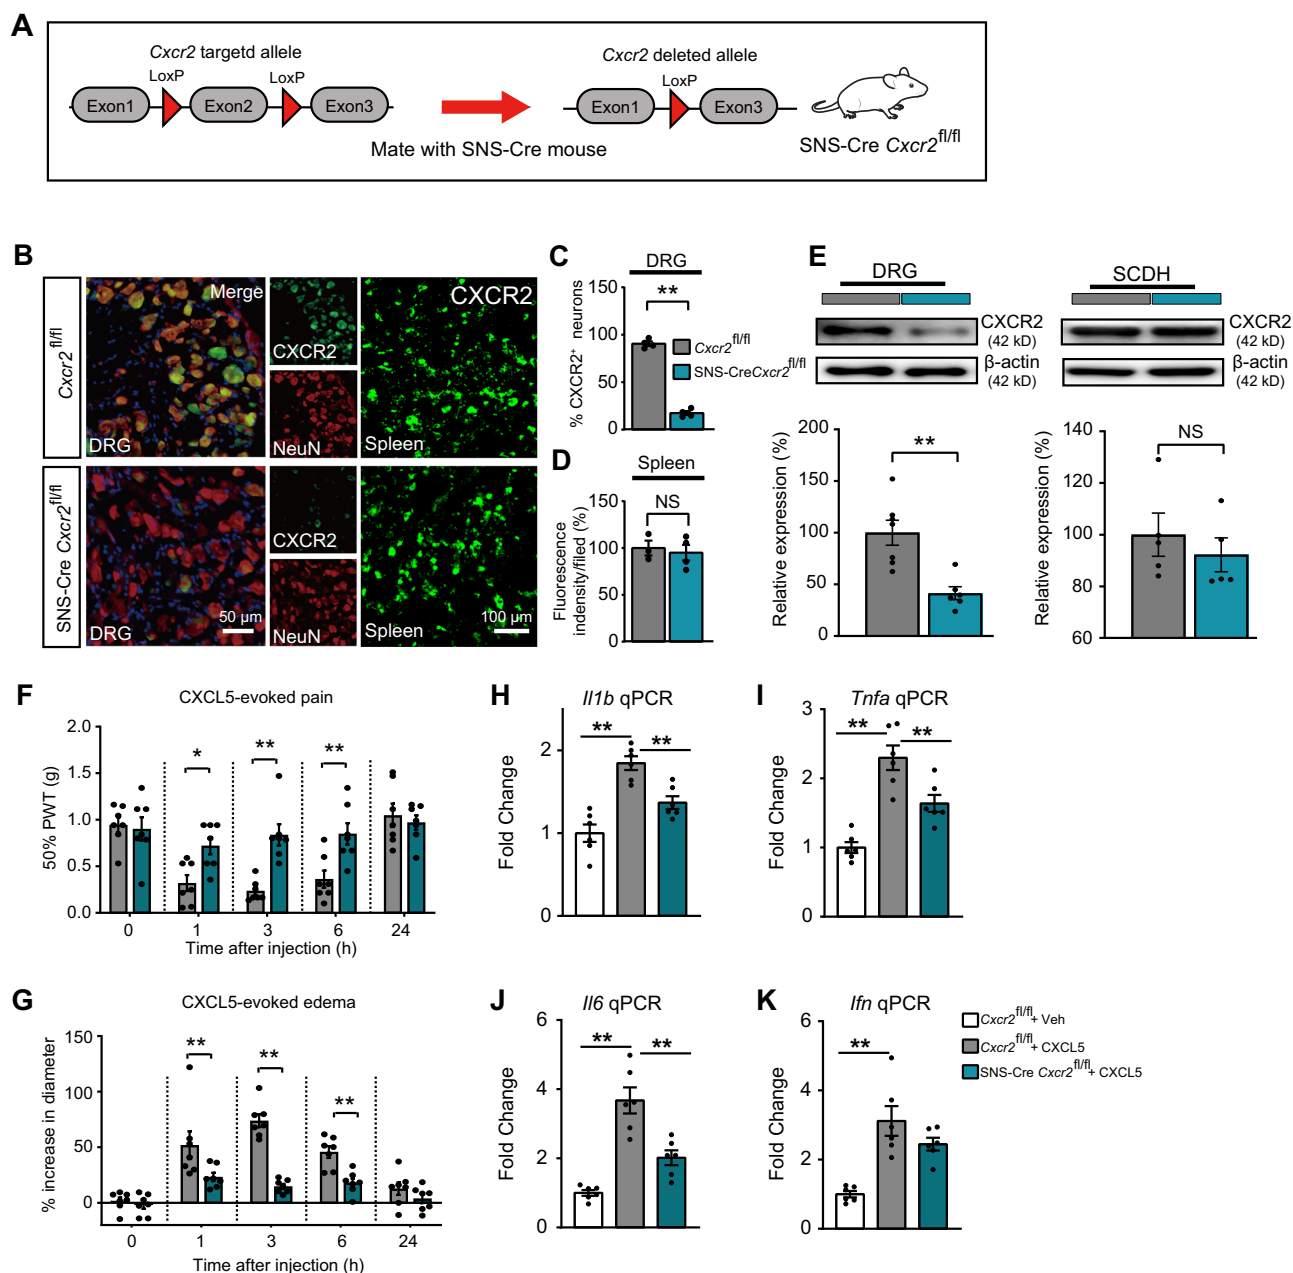 A
Cxcr2 targetd allele
LoxP
LoxP
Exon1
Exon2
Exon3
Mate with SNS-Cre mouse
Cxcr2 deleted allele
LoxP
Exon1
Exon3
SNS-Cre Cxcr2fl/fl
B
Cxcr2fl/fl
Merge
DRG
CXCR2
NeuN
CXCR2
Spleen
SNS-Cre Cxcr2fl/fl
DRG
50 µm
CXCR2
NeuN
Spleen
100 µm
C
DRG
% CXCR2+ neurons
150
100
50
0
**
Cxcr2fl/fl
SNS-CreCxcr2fl/fl
D
Spleen
Fluorescence
indensity/filed (%)
150
100
50
0
NS
E
DRG
CXCR2
(42 kD)
β-actin
(42 kD)
SCDH
CXCR2
(42 kD)
β-actin
(42 kD)
Relative expression (%)
200
150
100
50
0
**
Relative expression (%)
140
120
100
80
60
NS
F
CXCL5-evoked pain
50% PWT (g)
2.0
1.5
1.0
0.5
0.0
*
**
**
0 1 3 6 24
Time after injection (h)
G
CXCL5-evoked edema
% increase in diameter
150
100
50
0
**
**
**
0 1 3 6 24
Time after injection (h)
H
Il1b qPCR
Fold Change
2
1
0
**
**
I
Tnfa qPCR
Fold Change
3
2
1
0
**
**
J
Il6 qPCR
Fold Change
6
4
2
0
**
**
K
Ifn qPCR
Fold Change
6
4
2
0
**
Cxcr2fl/fl+ Veh
Cxcr2fl/fl+ CXCL5
SNS-Cre Cxcr2fl/fl+ CXCL5